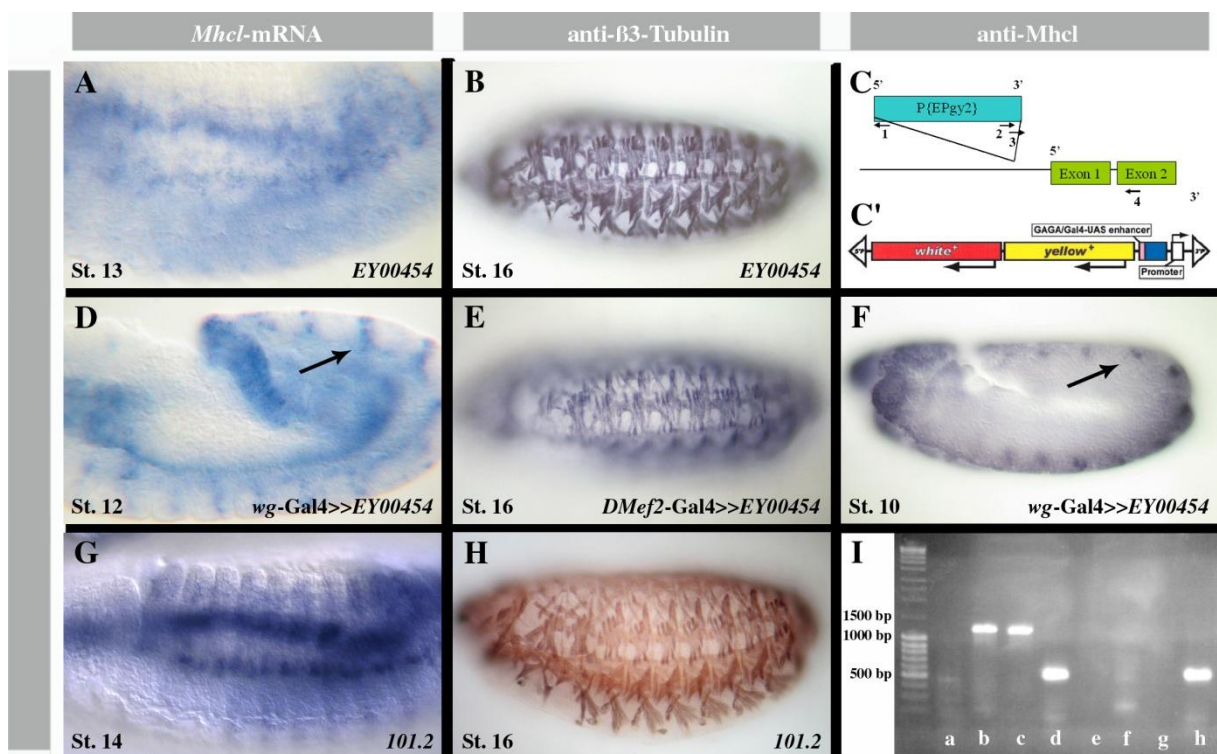 Mhcl-mRNA
anti-ß3-Tubulin
anti-Mhcl
A
St. 13
EY00454
B
St. 16
EY00454
C
5'
3'
P{EPgy2}
1
2
3
5'
Exon 1
Exon 2
4
3'
C'
GAGA/Gal4-UAS enhancer
5'P
white+
yellow+
3'P
Promoter
D
St. 12
wg-Gal4>>EY00454
E
St. 16
DMef2-Gal4>>EY00454
F
St. 10
wg-Gal4>>EY00454
G
St. 14
101.2
H
St. 16
101.2
I
1500 bp
1000 bp
500 bp
a b c d e f g h